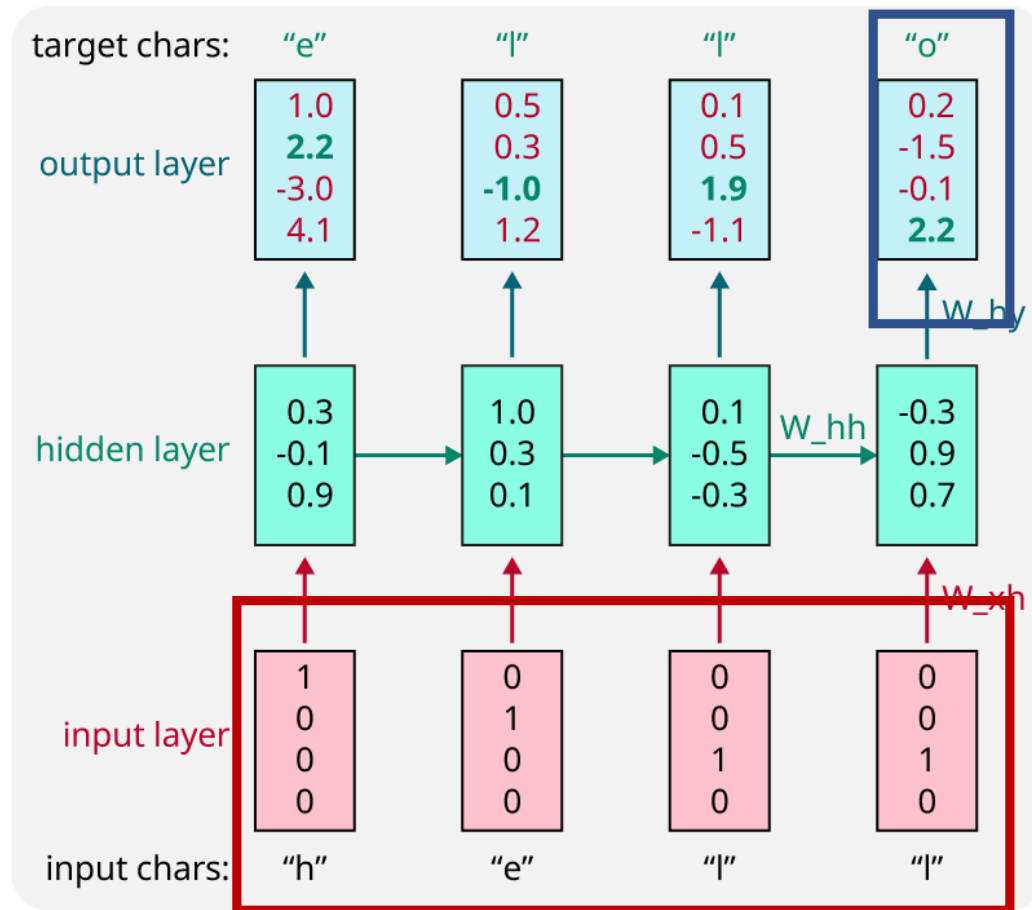 target chars: “e” “l” “l” “o”
1.0 0.5 0.1 0.2
2.2 0.3 0.5 -1.5
output layer
-3.0 -1.0 1.9 -0.1
4.1 1.2 -1.1 2.2
W_hy
0.3 1.0 0.1 -0.3
W_hh
hidden layer -0.1 0.3 -0.5 0.9
0.9 0.1 -0.3 0.7
W_xh
1 0 0 0
0 1 0 0
input layer
0 0 1 1
0 0 0 0
input chars: “h” “e” “l” “l”